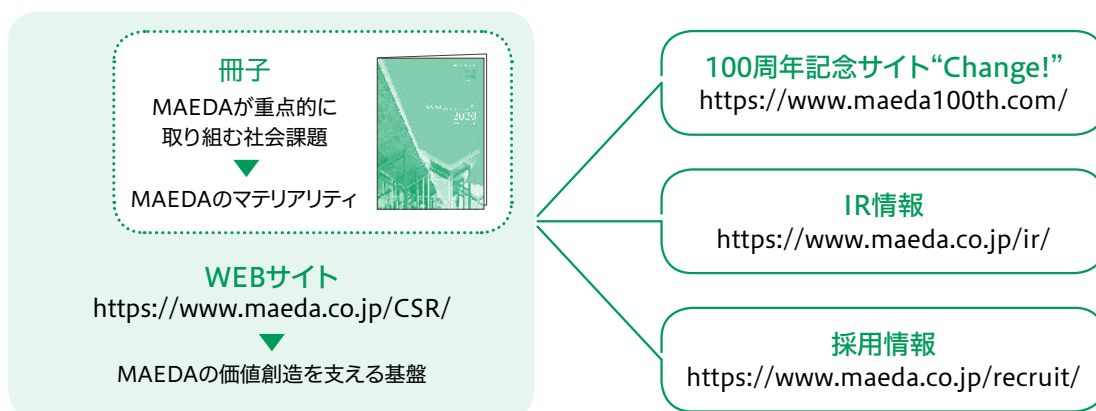 冊子
MAEDAが重点的に
取り組む社会課題
MAEDAのマテリアリティ
2020
WEBサイト
https://www.maeda.co.jp/CSR/
MAEDAの価値創造を支える基盤
100周年記念サイト“Change!”
https://www.maeda100th.com/
IR情報
https://www.maeda.co.jp/ir/
採用情報
https://www.maeda.co.jp/recruit/